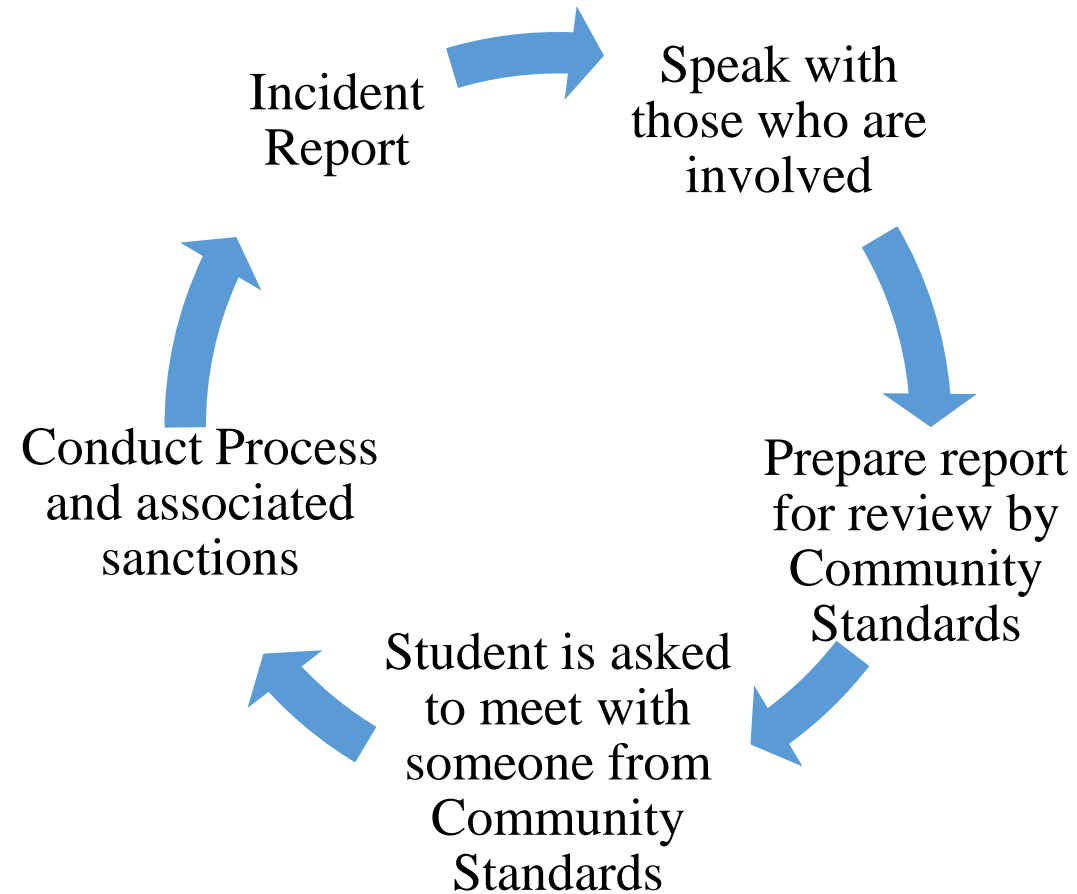 Incident
Report
Speak with
those who are
involved
Prepare report
for review by
Community
Standards
Student is asked
to meet with
someone from
Community
Standards
Conduct Process
and associated
sanctions